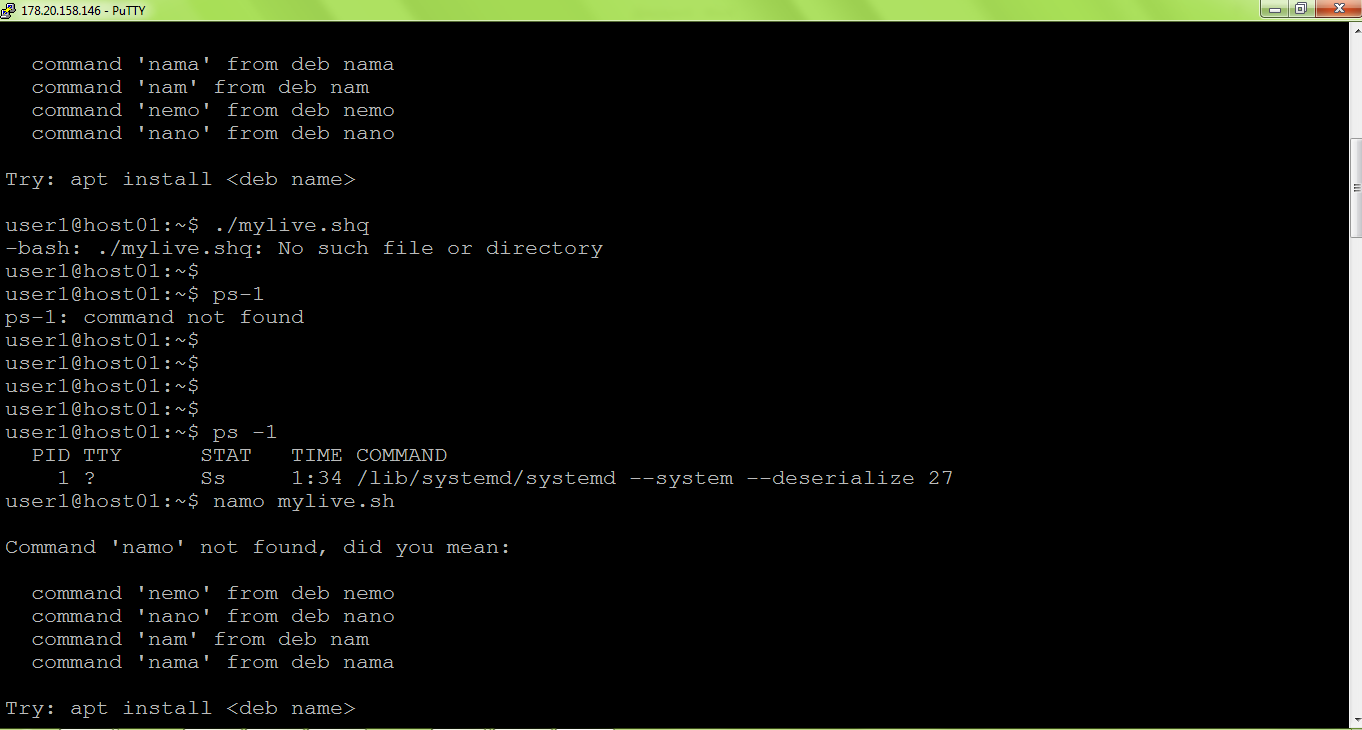 178.20.158.146 - PuTTY
command 'nama' from deb nama
command 'nam' from deb nam
command 'nemo' from deb nemo
command 'nano' from deb nano
Try: apt install <deb name>
user1@host01:~$ ./mylive.shq
-bash: ./mylive.shq: No such file or directory
user1@host01:~$
user1@host01:~$ ps-1
ps-1: command not found
user1@host01:~$
user1@host01:~$
user1@host01:~$
user1@host01:~$
user1@host01:~$ ps -1
PID TTY STAT TIME COMMAND
1 ? Ss 1:34 /lib/systemd/systemd --system --deserialize 27
user1@host01:~$ namo mylive.sh
Command 'namo' not found, did you mean:
command 'nemo' from deb nemo
command 'nano' from deb nano
command 'nam' from deb nam
command 'nama' from deb nama
Try: apt install <deb name>